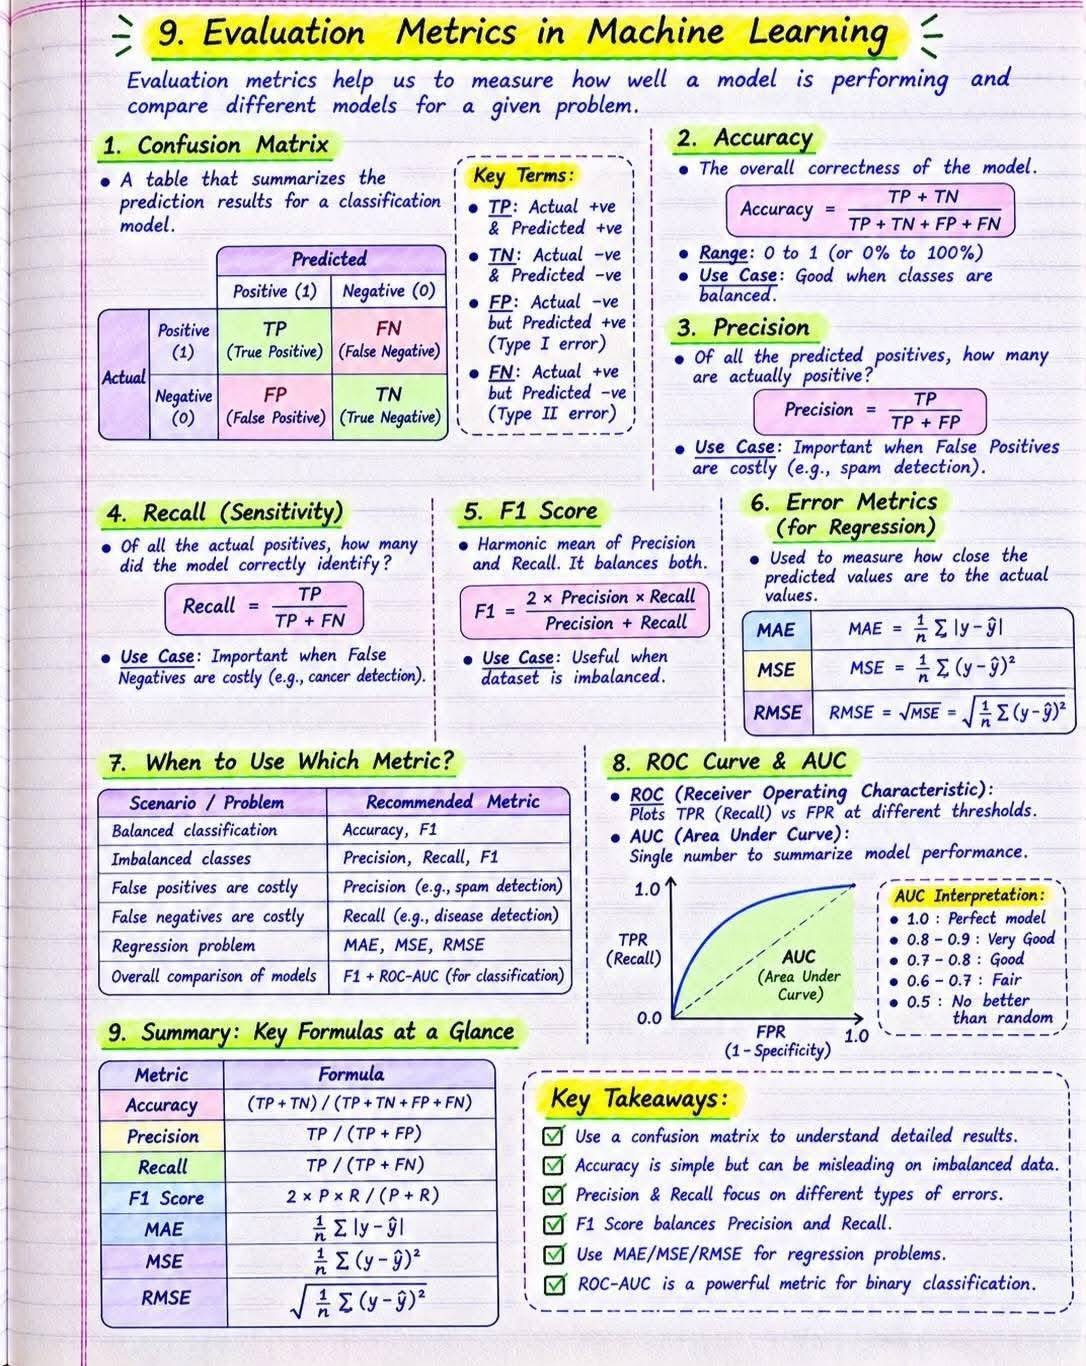 9. Evaluation Metrics in Machine Learning
Evaluation metrics help us to measure how well a model is performing and
compare different models for a given problem.
1. Confusion Matrix
• A table that summarizes the
prediction results for a classification
model.
Predicted
Positive (1) Negative (0)
Actual
Positive (1) TP (True Positive) FN (False Negative)
Negative (0) FP (False Positive) TN (True Negative)
Key Terms:
• TP: Actual +ve
& Predicted +ve
• TN: Actual −ve
& Predicted −ve
• FP: Actual −ve
but Predicted +ve
(Type I error)
• FN: Actual +ve
but Predicted −ve
(Type II error)
2. Accuracy
• The overall correctness of the model.
Accuracy = TP + TN / TP + TN + FP + FN
• Range: 0 to 1 (or 0% to 100%)
• Use Case: Good when classes are
balanced.
3. Precision
• Of all the predicted positives, how many
are actually positive?
Precision = TP / TP + FP
• Use Case: Important when False Positives
are costly (e.g., spam detection).
4. Recall (Sensitivity)
• Of all the actual positives, how many
did the model correctly identify?
Recall = TP / TP + FN
• Use Case: Important when False
Negatives are costly (e.g., cancer detection).
5. F1 Score
• Harmonic mean of Precision
and Recall. It balances both.
F1 = 2 × Precision × Recall / Precision + Recall
• Use Case: Useful when
dataset is imbalanced.
6. Error Metrics
(for Regression)
• Used to measure how close the
predicted values are to the actual
values.
MAE MAE = 1/n Σ |y − ŷ|
MSE MSE = 1/n Σ (y − ŷ)²
RMSE RMSE = √MSE = √1/n Σ (y − ŷ)²
7. When to Use Which Metric?
Scenario / Problem Recommended Metric
Balanced classification Accuracy, F1
Imbalanced classes Precision, Recall, F1
False positives are costly Precision (e.g., spam detection)
False negatives are costly Recall (e.g., disease detection)
Regression problem MAE, MSE, RMSE
Overall comparison of models F1 + ROC-AUC (for classification)
8. ROC Curve & AUC
• ROC (Receiver Operating Characteristic):
Plots TPR (Recall) vs FPR at different thresholds.
• AUC (Area Under Curve):
Single number to summarize model performance.
1.0
TPR
(Recall)
AUC
(Area Under
Curve)
0.0
FPR
(1 - Specificity)
1.0
AUC Interpretation:
• 1.0 : Perfect model
• 0.8 – 0.9 : Very Good
• 0.7 – 0.8 : Good
• 0.6 – 0.7 : Fair
• 0.5 : No better
than random
9. Summary: Key Formulas at a Glance
Metric Formula
Accuracy (TP + TN) / (TP + TN + FP + FN)
Precision TP / (TP + FP)
Recall TP / (TP + FN)
F1 Score 2 × P × R / (P + R)
MAE 1/n Σ |y − ŷ|
MSE 1/n Σ (y − ŷ)²
RMSE √1/n Σ (y − ŷ)²
Key Takeaways:
☑ Use a confusion matrix to understand detailed results.
☑ Accuracy is simple but can be misleading on imbalanced data.
☑ Precision & Recall focus on different types of errors.
☑ F1 Score balances Precision and Recall.
☑ Use MAE/MSE/RMSE for regression problems.
☑ ROC-AUC is a powerful metric for binary classification.